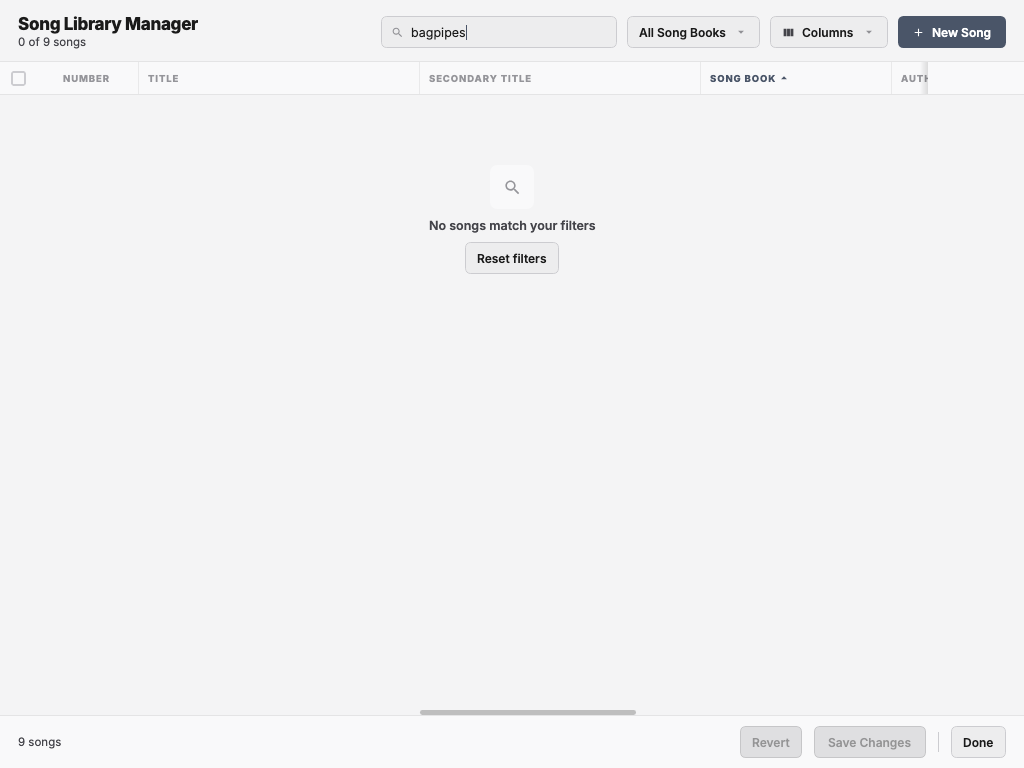 Song Library Manager
0 of 9 songs
bagpipes
All Song Books
Columns
New Song
NUMBER
TITLE
SECONDARY TITLE
SONG BOOK
AUTH
No songs match your filters
Reset filters
9 songs
Revert
Save Changes
Done